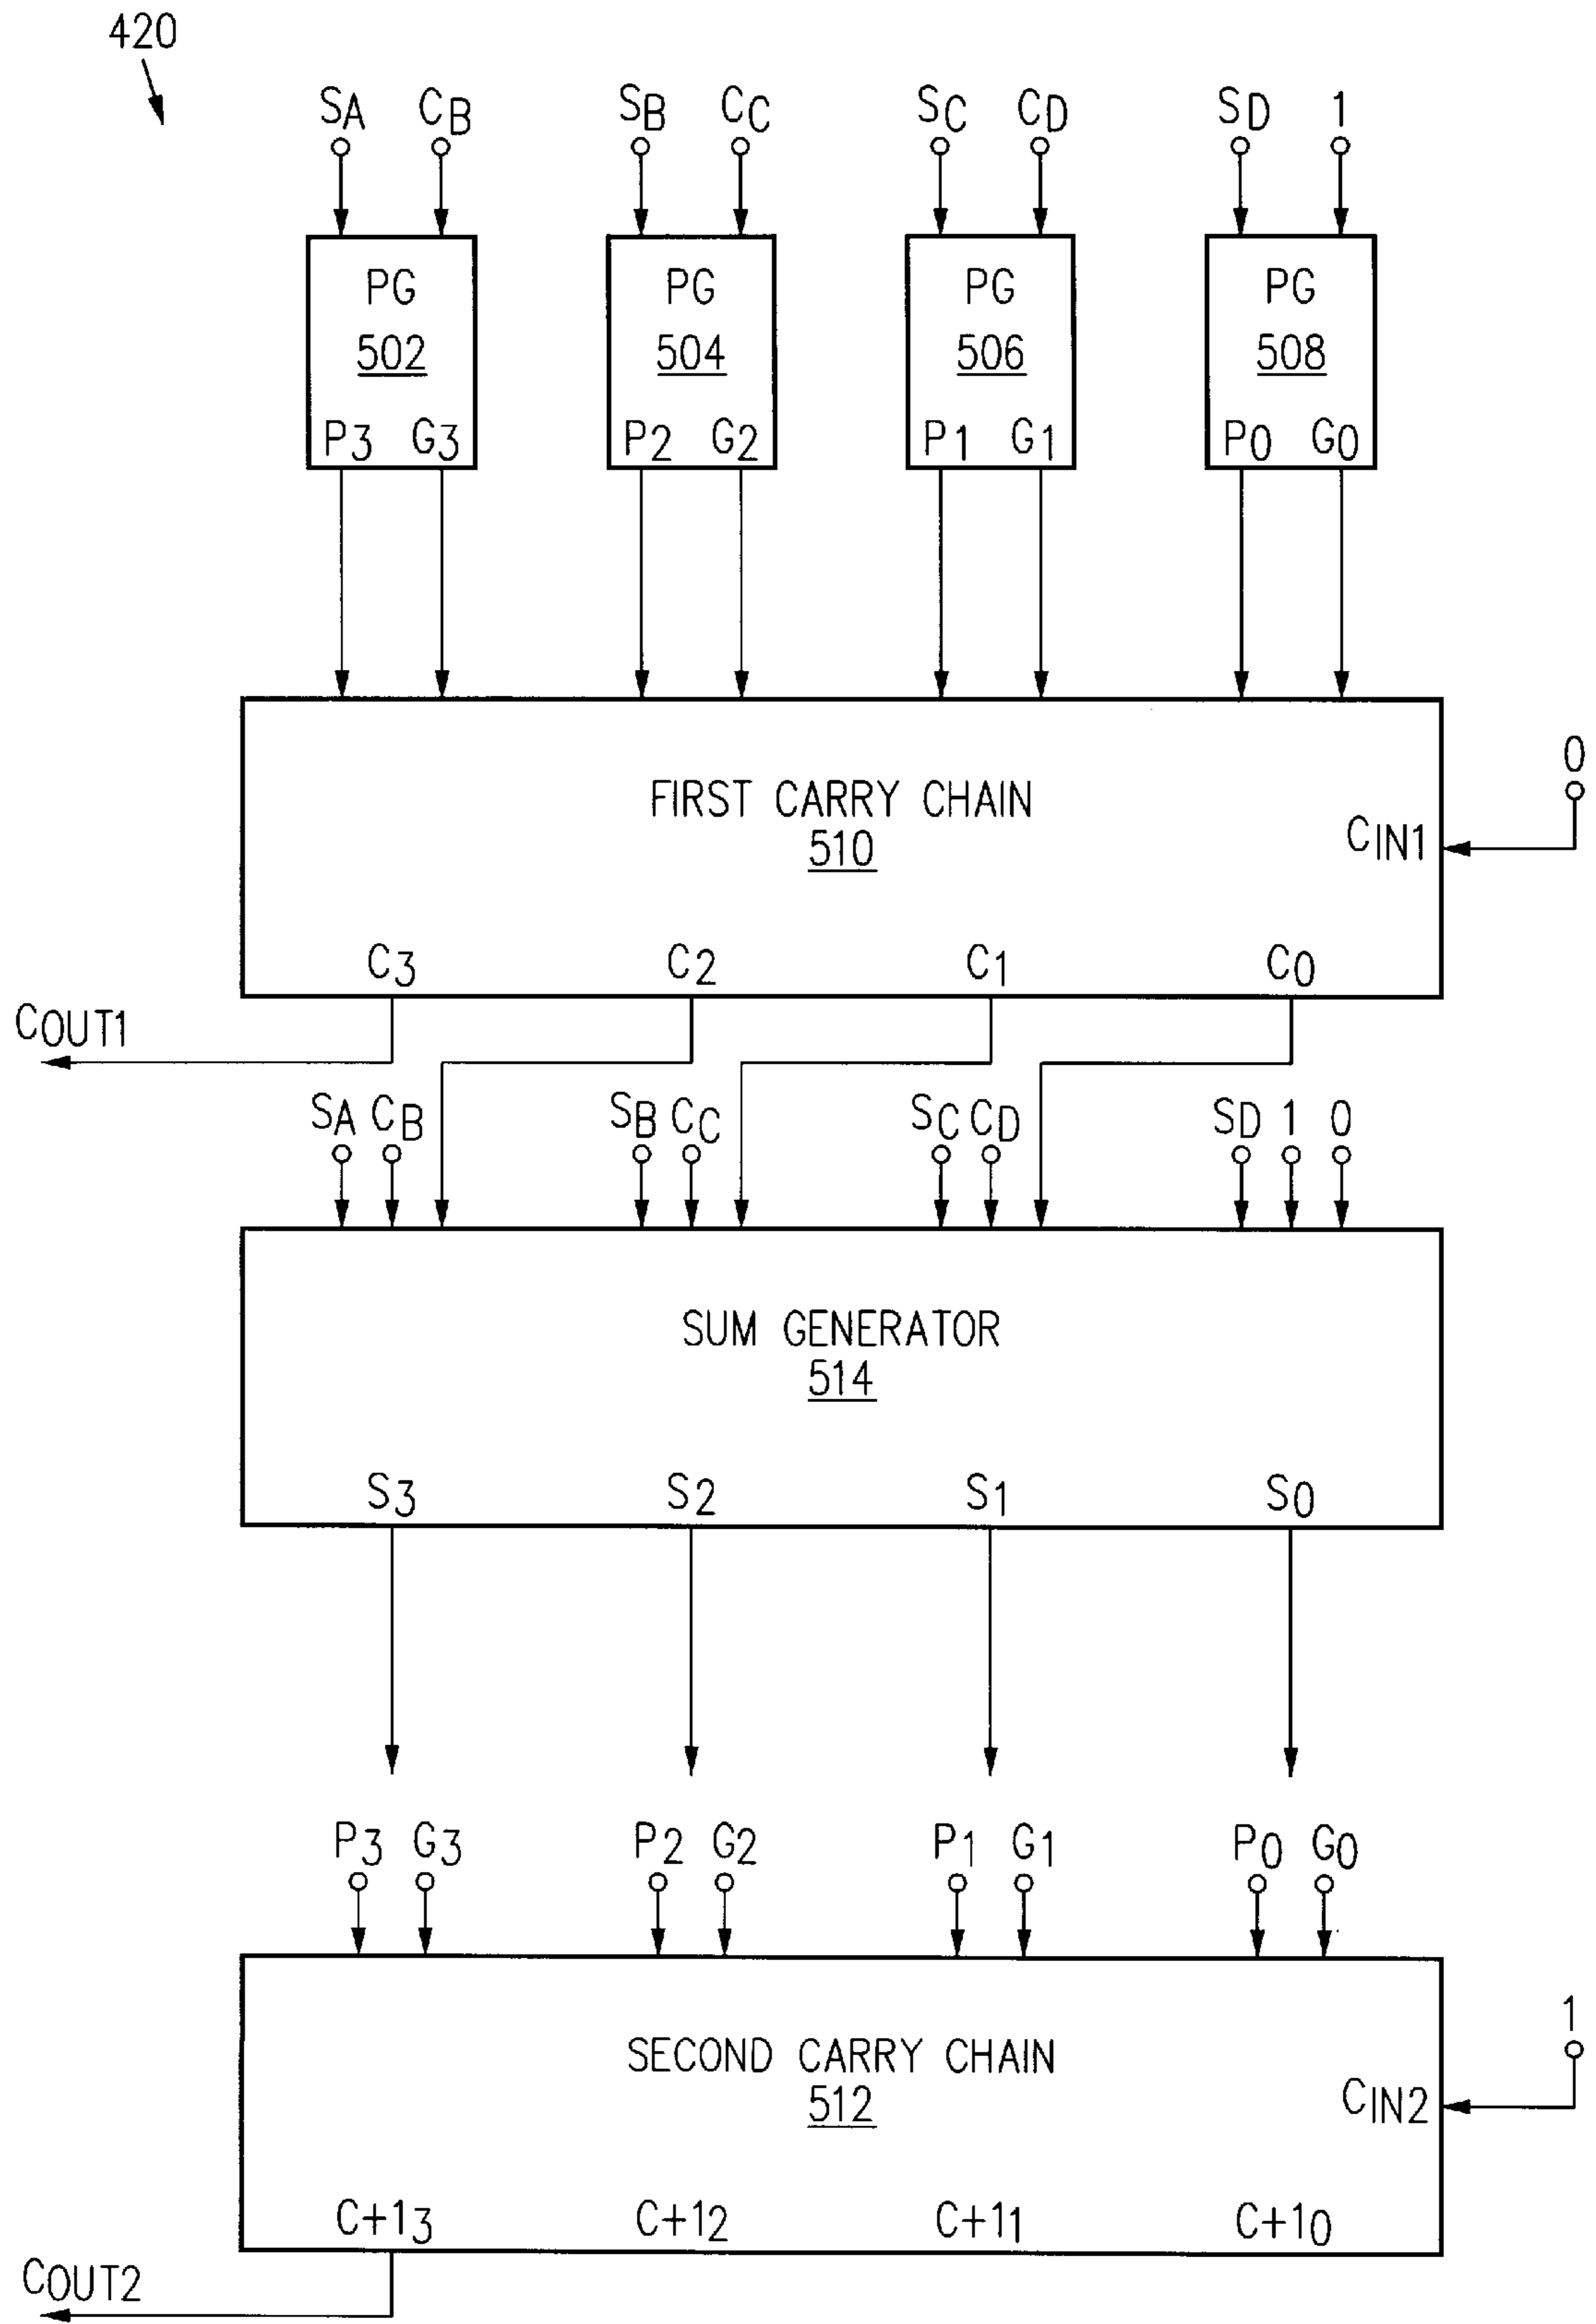 420
SA CB SB CC SC CD SD 1
PG PG PG PG
502 504 506 508
P3 G3 P2 G2 P1 G1 P0 G0
0
FIRST CARRY CHAIN
510
CIN1
C3 C2 C1 C0
COUT1
SA CB SB CC SC CD SD 1 0
SUM GENERATOR
514
S3 S2 S1 S0
P3 G3 P2 G2 P1 G1 P0 G0
1
SECOND CARRY CHAIN
512
CIN2
C+13 C+12 C+11 C+10
COUT2